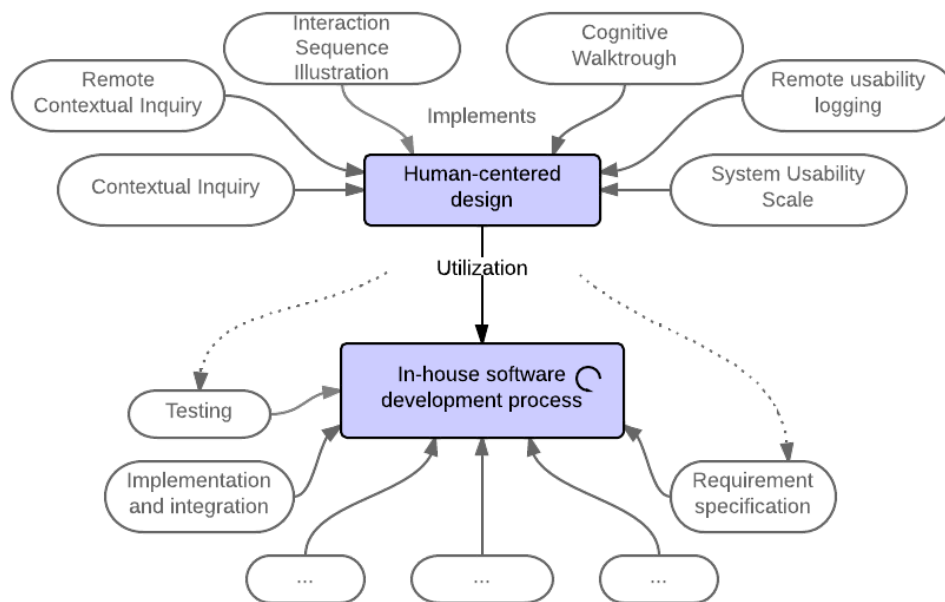 Interaction
Sequence
Illustration
Cognitive
Walktrough
Remote
Contextual Inquiry
Implements
Remote usability
logging
Contextual Inquiry
Human-centered
design
System Usability
Scale
Utilization
In-house software
development process
Testing
Implementation
and integration
Requirement
specification
...
...
...